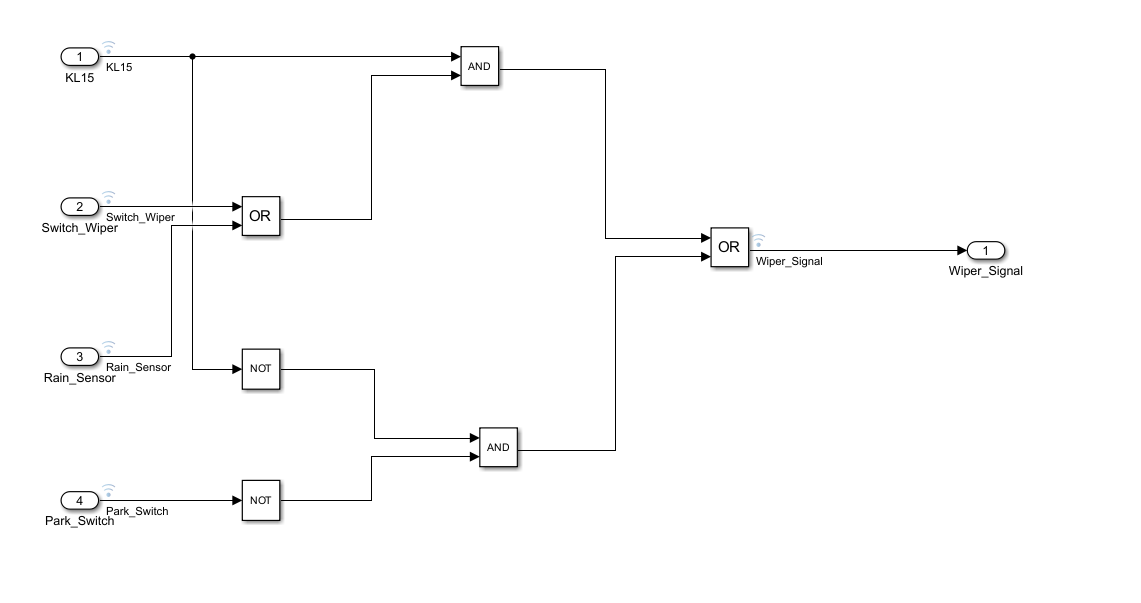 1
KL15
KL15
AND
2
Switch_Wiper
Switch_Wiper
OR
OR
Wiper_Signal
1
Wiper_Signal
3
Rain_Sensor
Rain_Sensor
NOT
AND
4
Park_Switch
Park_Switch
NOT